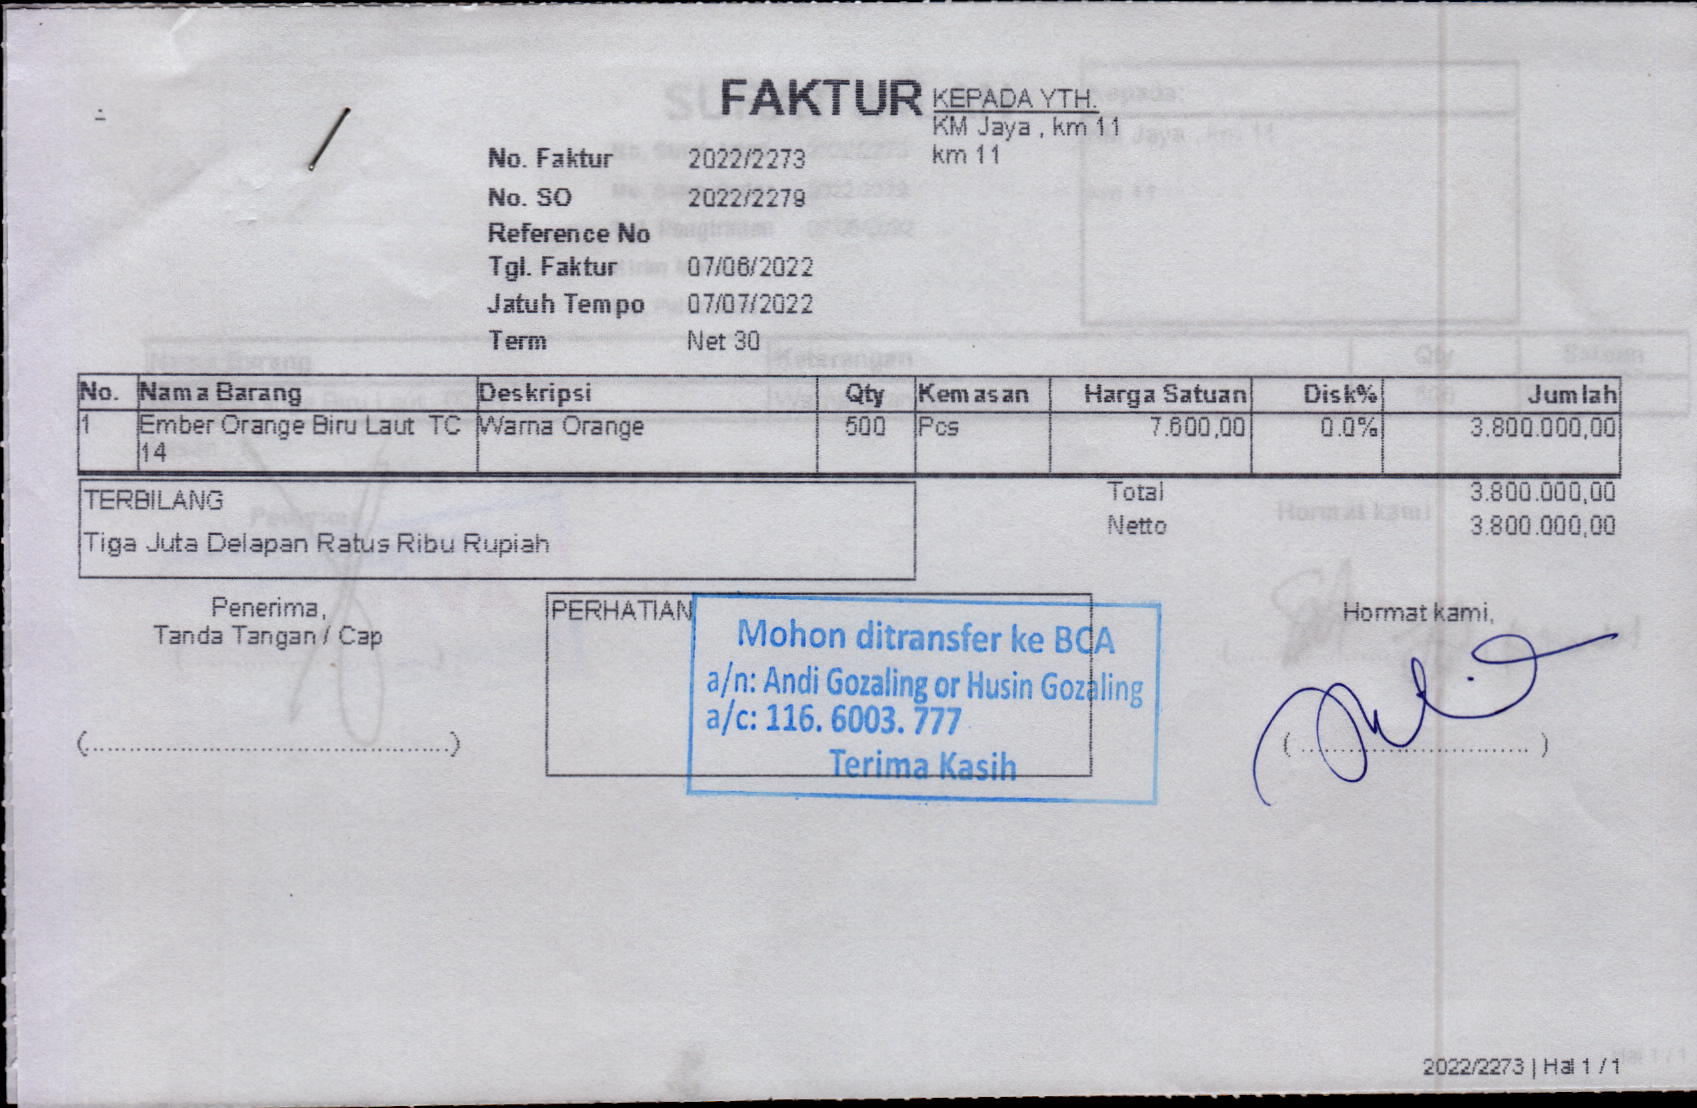 FAKTUR
KEPADA YTH.
KM Jaya , km 11
km 11
No. Faktur 2022/2273
No. SO 2022/2279
Reference No
Tgl. Faktur 07/06/2022
Jatuh Tempo 07/07/2022
Term Net 30
No. Nama Barang Deskripsi Qty Kemasan Harga Satuan Disk% Jumlah
1 Ember Orange Biru Laut TC Warna Orange 500 Pcs 7.600,00 0.0% 3.800.000,00
14
TERBILANG
Tiga Juta Delapan Ratus Ribu Rupiah
Total 3.800.000,00
Netto 3.800.000,00
Penerima,
Tanda Tangan / Cap
(................................................)
PERHATIAN
Mohon ditransfer ke BCA
a/n: Andi Gozaling or Husin Gozaling
a/c: 116. 6003. 777
Terima Kasih
Hormat kami,
( .............................. )
2022/2273 | Hal 1 / 1